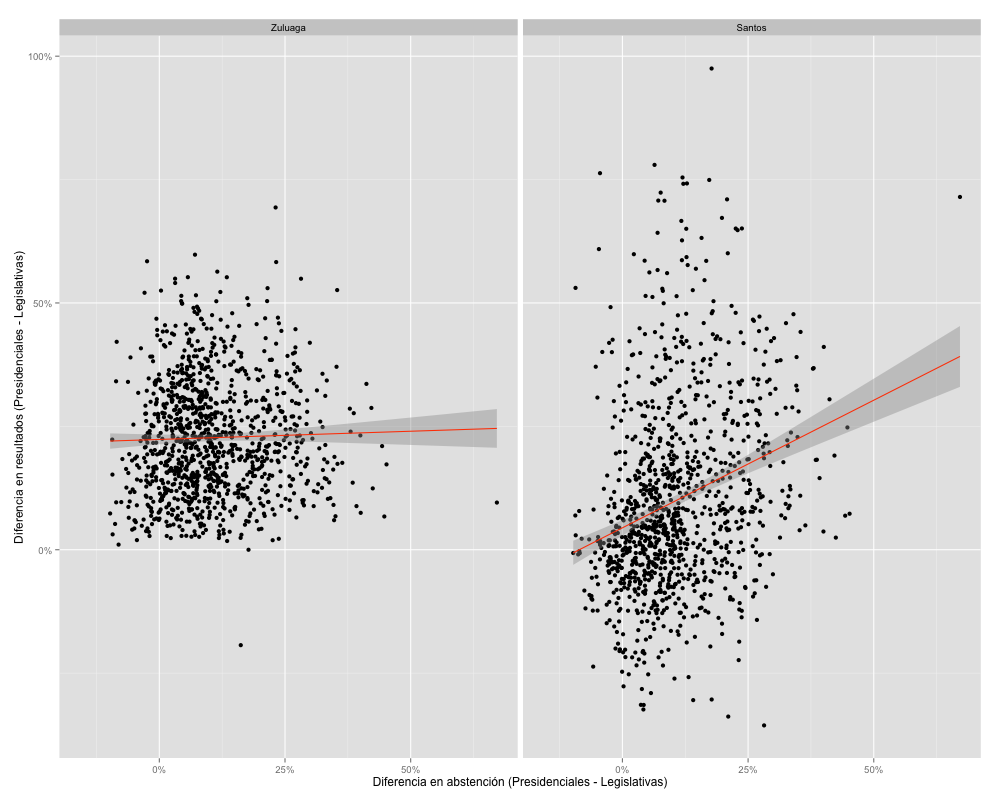 Zuluaga
Santos
Diferencia en resultados (Presidenciales - Legislativas)
100%
50%
0%
0%
25%
50%
0%
25%
50%
Diferencia en abstención (Presidenciales - Legislativas)